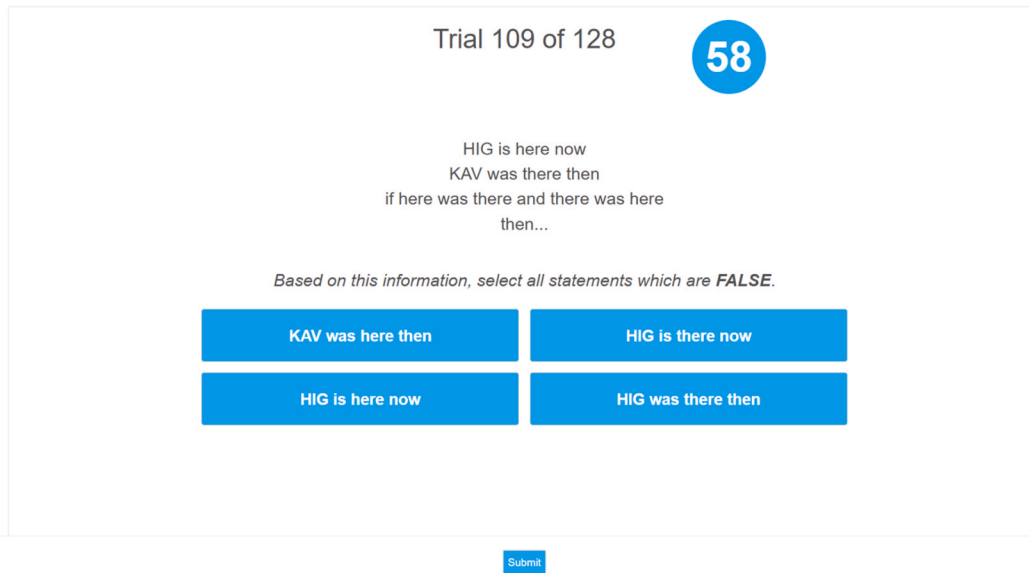 Trial 109 of 128
58
HIG is here now
KAV was there then
if here was there and there was here
then...
Based on this information, select all statements which are FALSE.
KAV was here then
HIG is there now
HIG is here now
HIG was there then
Submit